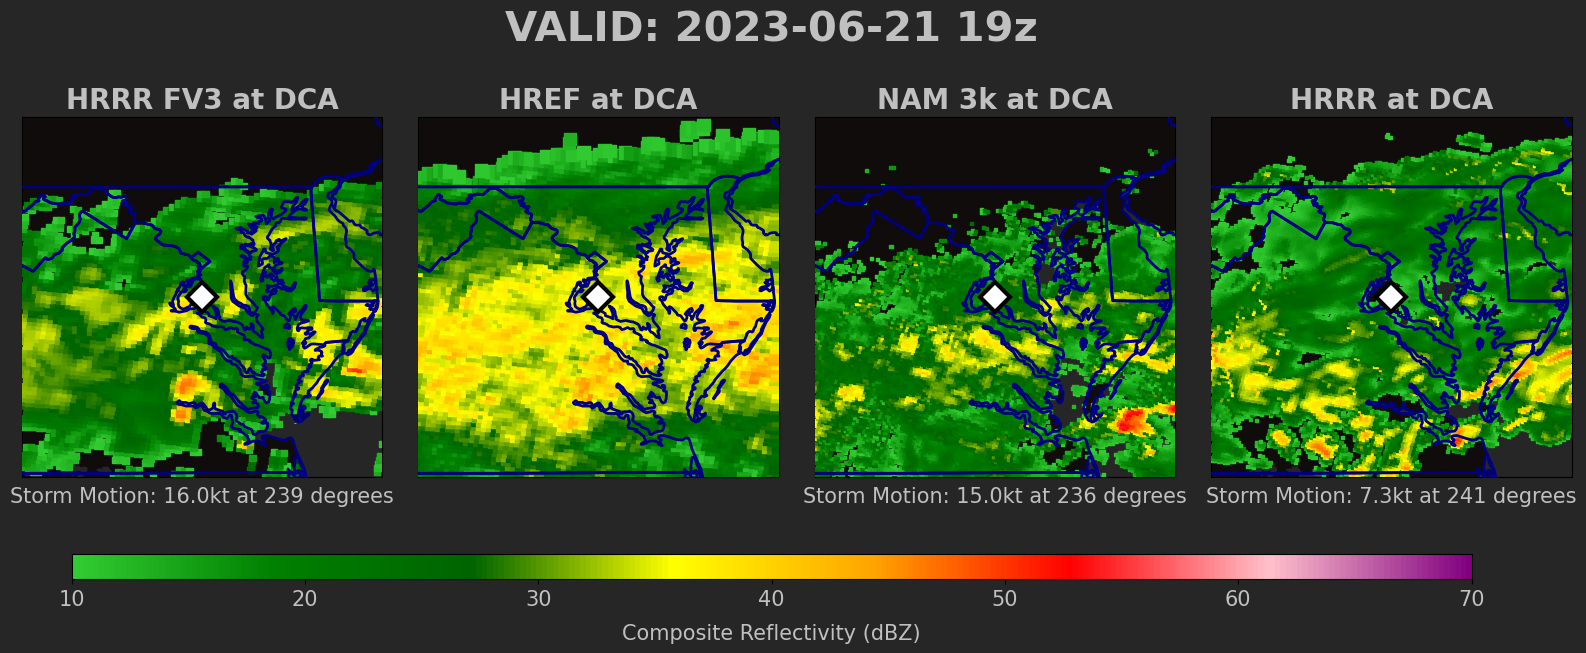 VALID: 2023-06-21 19z
HRRR FV3 at DCA
HREF at DCA
NAM 3k at DCA
HRRR at DCA
Storm Motion: 16.0kt at 239 degrees
Storm Motion: 15.0kt at 236 degrees
Storm Motion: 7.3kt at 241 degrees
10 20 30 40 50 60 70
Composite Reflectivity (dBZ)